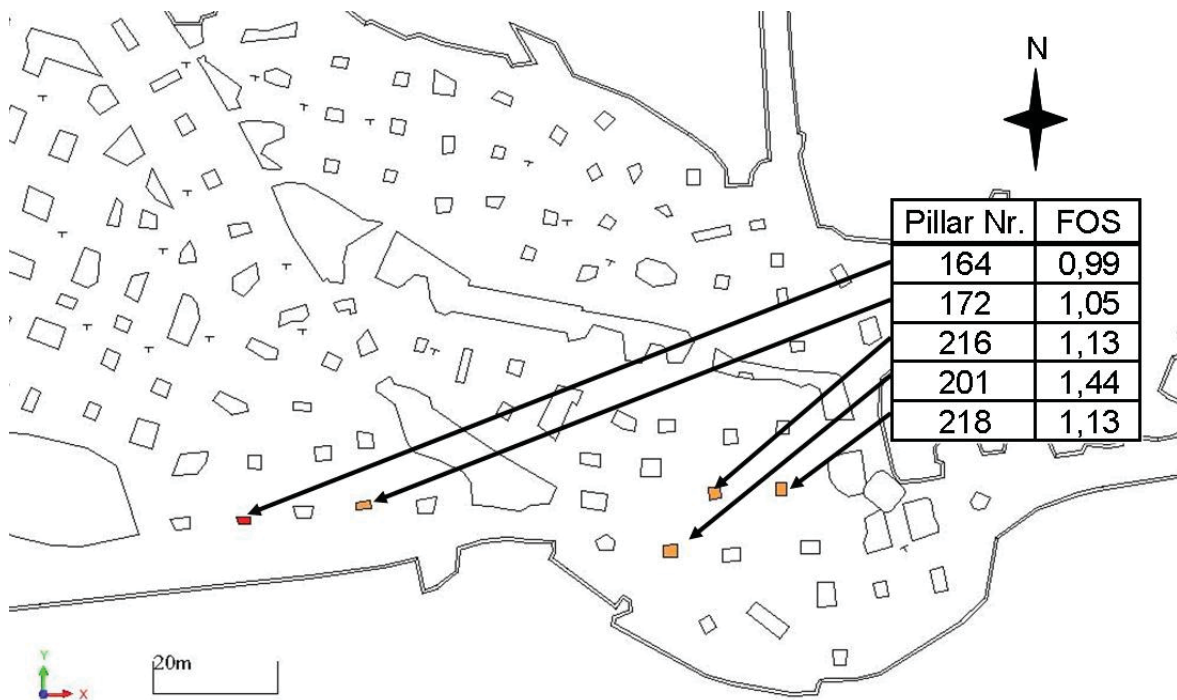 N
Pillar Nr. FOS
164 0,99
172 1,05
216 1,13
201 1,44
218 1,13
20m
Y
X